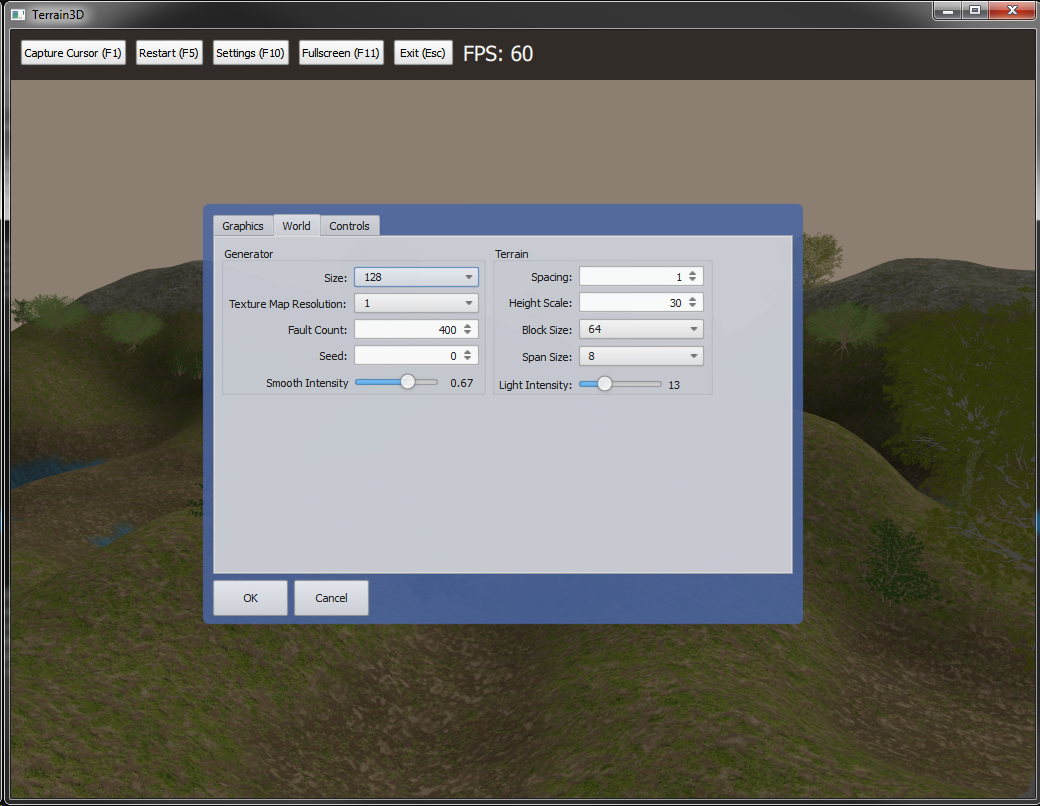 Terrain3D
Capture Cursor (F1) Restart (F5) Settings (F10) Fullscreen (F11) Exit (Esc) FPS: 60
Graphics World Controls
Generator
Size: 128
Texture Map Resolution: 1
Fault Count: 400
Seed: 0
Smooth Intensity 0.67
Terrain
Spacing: 1
Height Scale: 30
Block Size: 64
Span Size: 8
Light Intensity: 13
OK Cancel